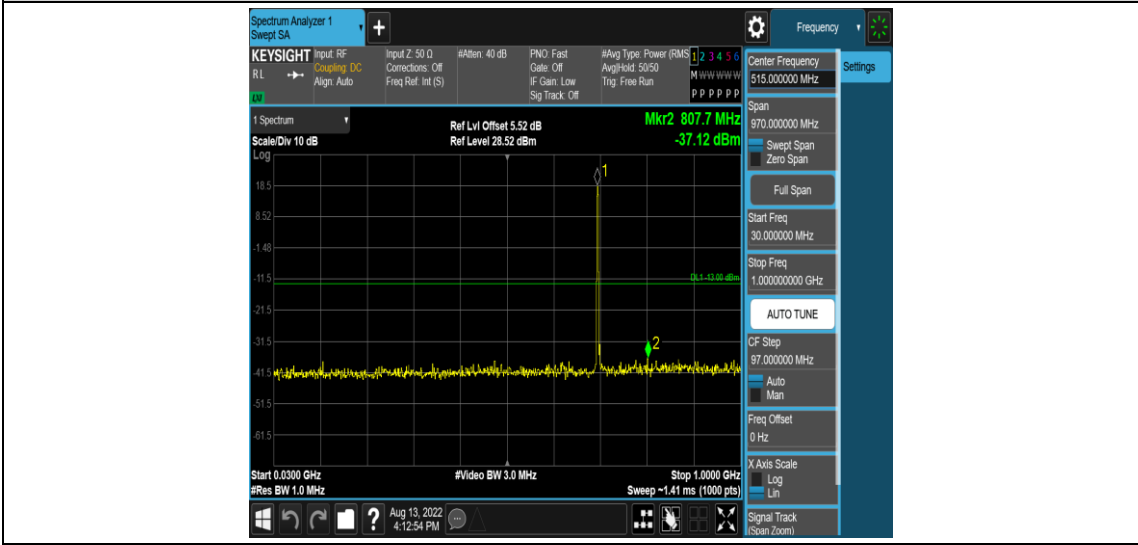 Spectrum Analyzer 1
Swept SA
+
Frequency
KEYSIGHT
RL
LM
Input: RF
Coupling: DC
Align: Auto
Input Z: 50 Ω
Corrections: Off
Freq Ref: Int (S)
#Atten: 40 dB
PNO: Fast
Gate: Off
IF Gain: Low
Sig Track: Off
#Avg Type: Power (RMS
Avg|Hold: 50/50
Trig: Free Run
1 2 3 4 5 6
M W W W W W
P P P P P P
1 Spectrum
Scale/Div 10 dB
Ref Lvl Offset 5.52 dB
Ref Level 28.52 dBm
Mkr2 807.7 MHz
-37.12 dBm
Log
1
18.5
8.52
-1.48
-11.5
DL1 -13.00 dBm
-21.5
-31.5
2
-41.5
-51.5
-61.5
Start 0.0300 GHz
#Res BW 1.0 MHz
#Video BW 3.0 MHz
Stop 1.0000 GHz
Sweep ~1.41 ms (1000 pts)
?
Aug 13, 2022
4:12:54 PM
Center Frequency
515.000000 MHz
Settings
Span
970.000000 MHz
Swept Span
Zero Span
Full Span
Start Freq
30.000000 MHz
Stop Freq
1.000000000 GHz
AUTO TUNE
CF Step
97.000000 MHz
Auto
Man
Freq Offset
0 Hz
X Axis Scale
Log
Lin
Signal Track
(Span Zoom)